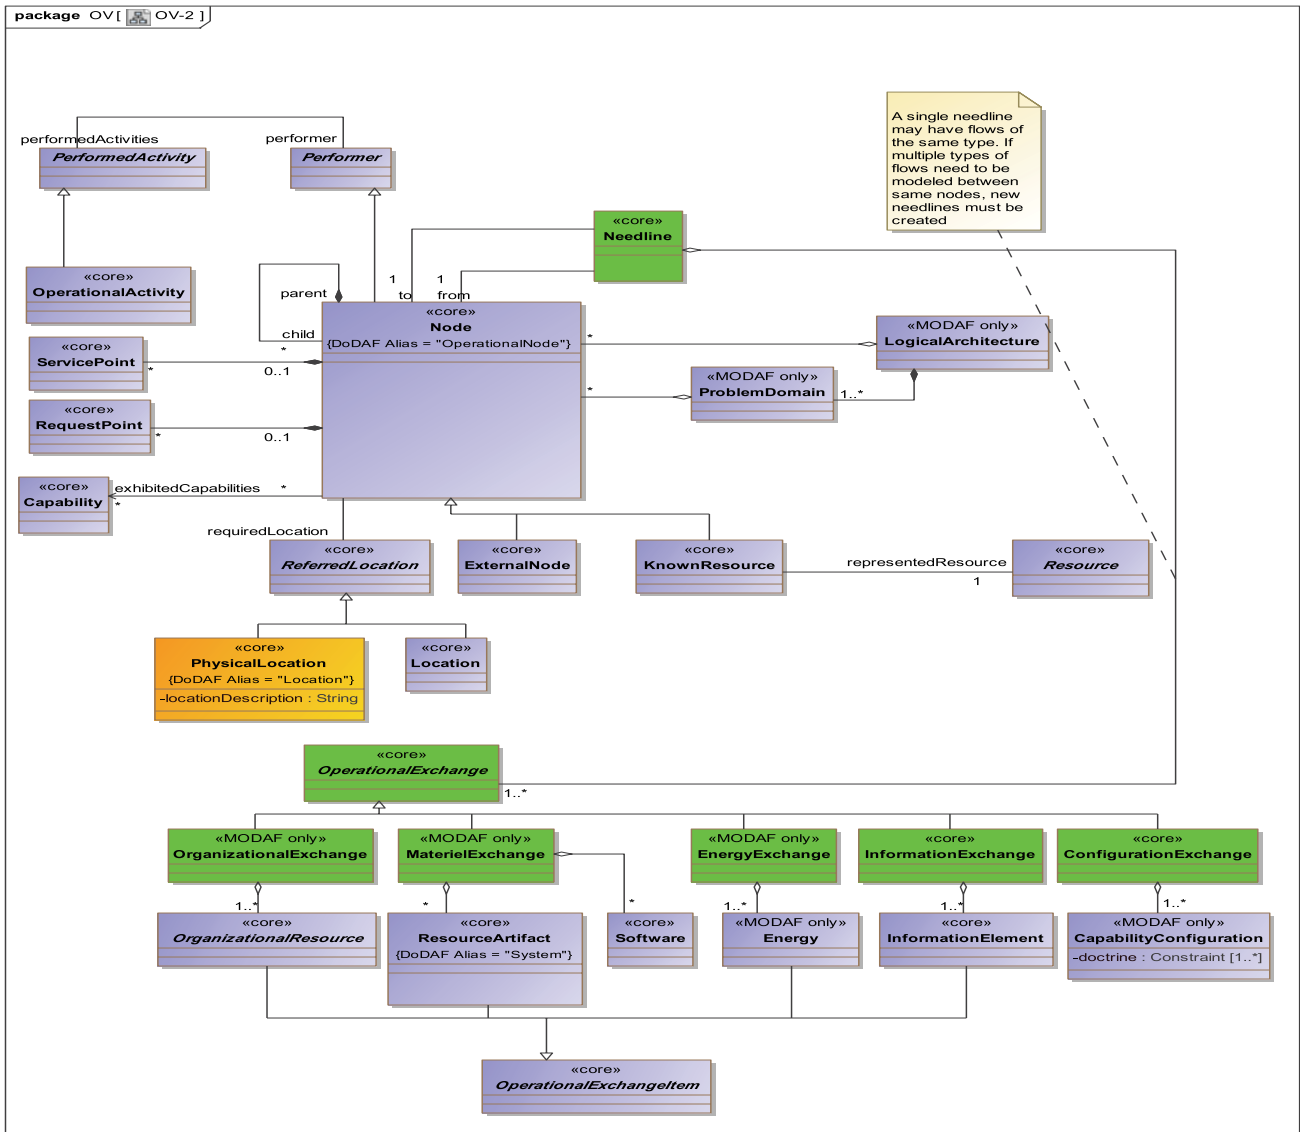 package OV [ OV-2 ]
A single needline
may have flows of
the same type. If
multiple types of
flows need to be
modeled between
same nodes, new
needlines must be
created
performedActivities
performer
PerformedActivity
Performer
«core»
Needline
«core»
OperationalActivity
1
1
to
from
parent
child
*
«core»
Node
{DoDAF Alias = "OperationalNode"}
*
«MODAF only»
LogicalArchitecture
«core»
ServicePoint
*
0..1
*
«MODAF only»
ProblemDomain
1..*
«core»
RequestPoint
*
0..1
«core»
Capability
exhibitedCapabilities
*
*
requiredLocation
«core»
ReferredLocation
«core»
ExternalNode
«core»
KnownResource
representedResource
1
«core»
Resource
«core»
PhysicalLocation
{DoDAF Alias = "Location"}
-locationDescription : String
«core»
Location
«core»
OperationalExchange
1..*
«MODAF only»
OrganizationalExchange
«MODAF only»
MaterielExchange
«MODAF only»
EnergyExchange
«core»
InformationExchange
«core»
ConfigurationExchange
1..*
*
*
1..*
1..*
1..*
«core»
OrganizationalResource
«core»
ResourceArtifact
{DoDAF Alias = "System"}
«core»
Software
«MODAF only»
Energy
«core»
InformationElement
«MODAF only»
CapabilityConfiguration
-doctrine : Constraint [1..*]
«core»
OperationalExchangeItem